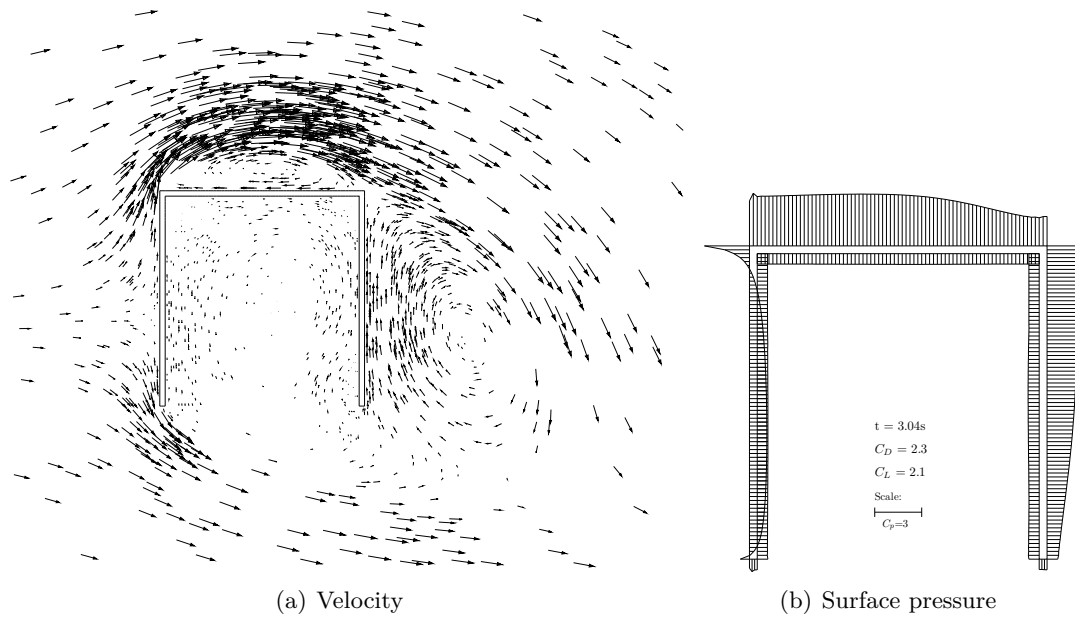 t = 3.04s
C_D = 2.3
C_L = 2.1
Scale:
C_p=3
(a) Velocity
(b) Surface pressure